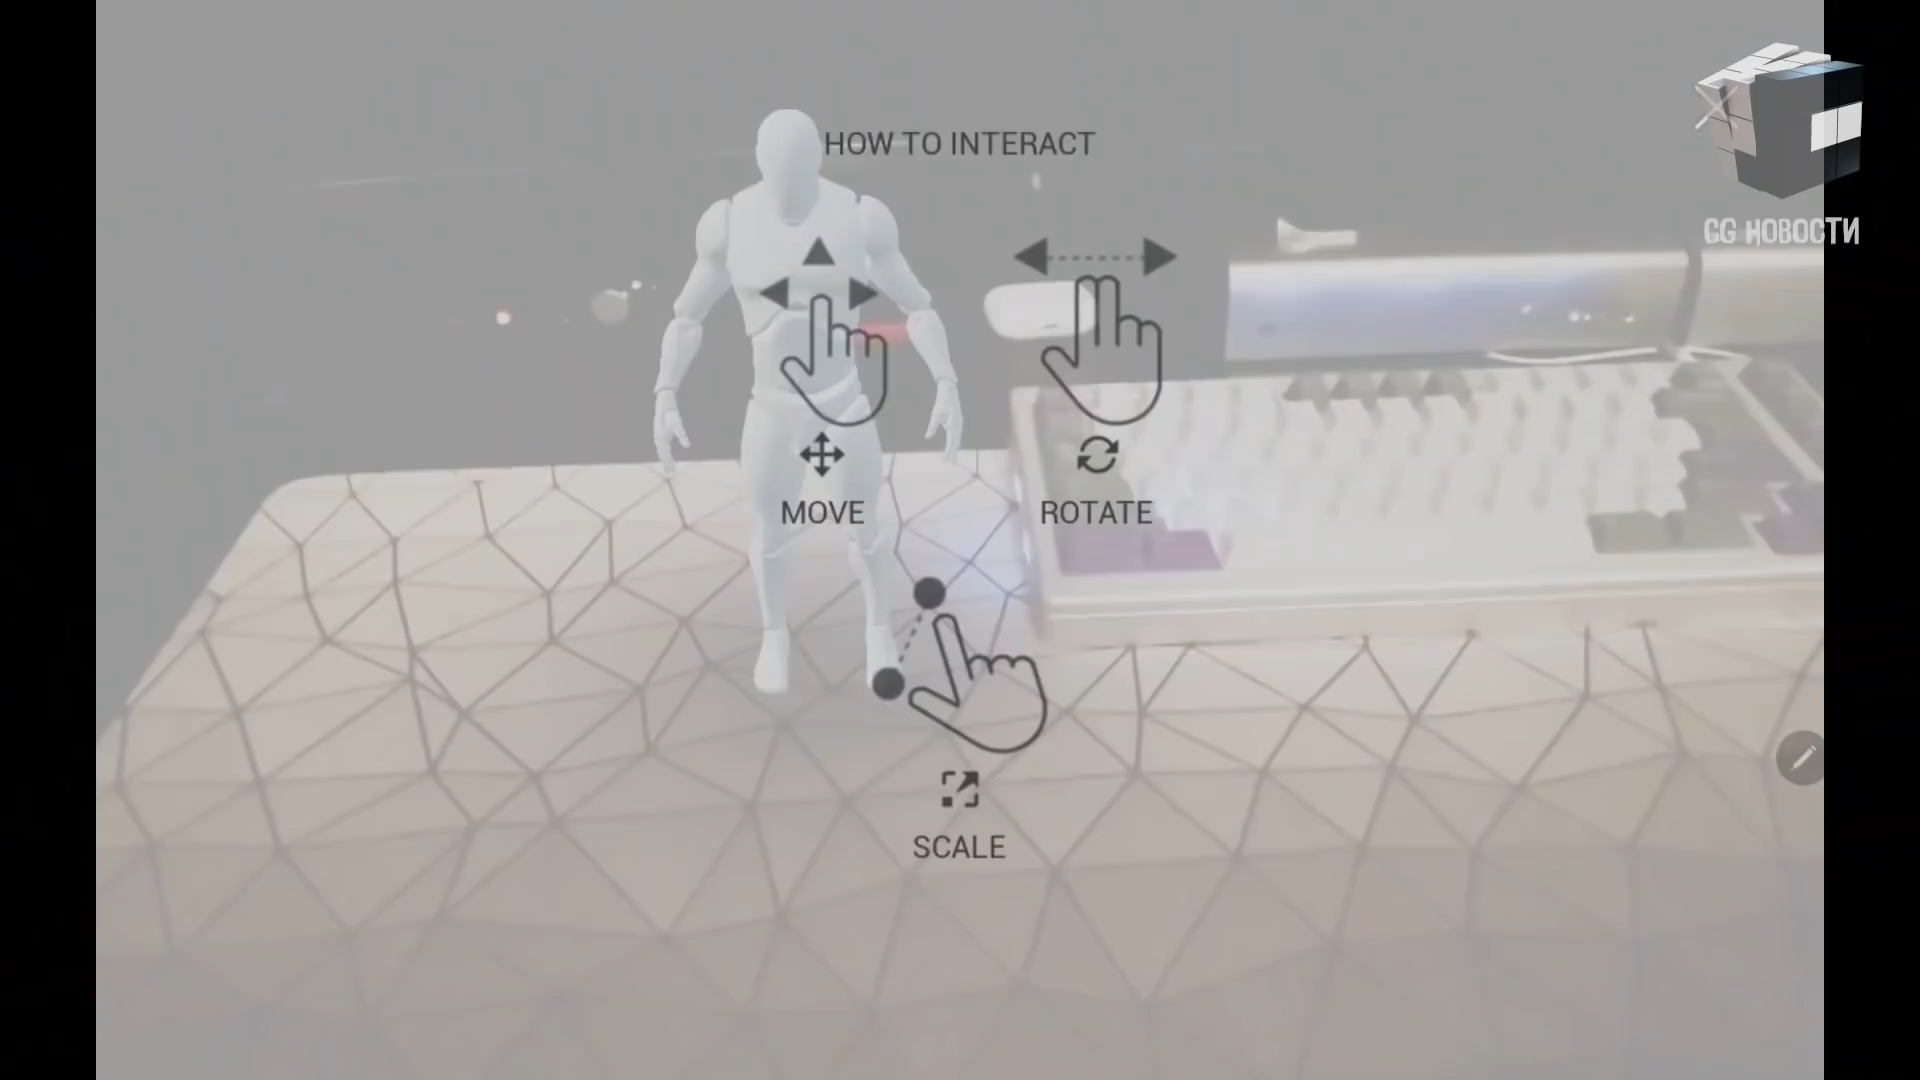 HOW TO INTERACT
CG НОВОСТИ
MOVE
ROTATE
SCALE